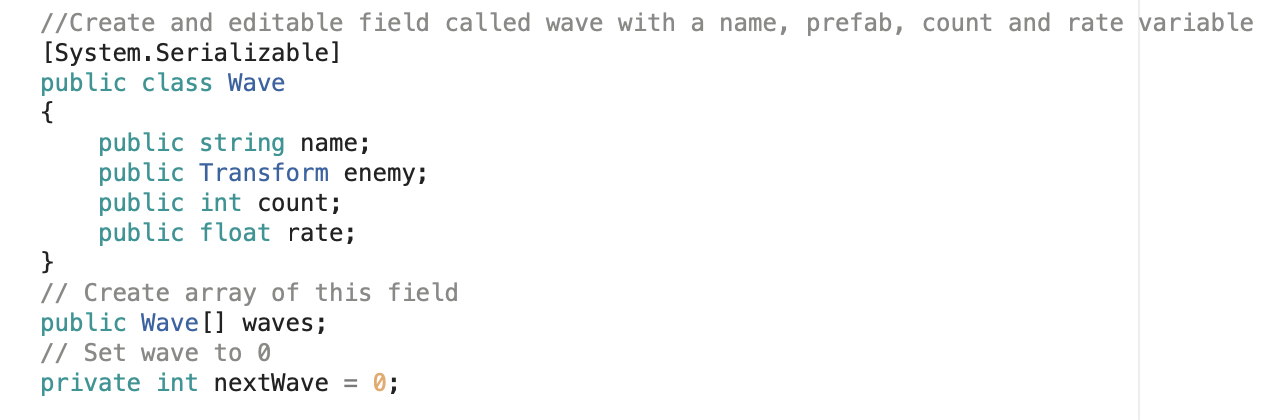 //Create and editable field called wave with a name, prefab, count and rate variable
[System.Serializable]
public class Wave
{
    public string name;
    public Transform enemy;
    public int count;
    public float rate;
}
// Create array of this field
public Wave[] waves;
// Set wave to 0
private int nextWave = 0;